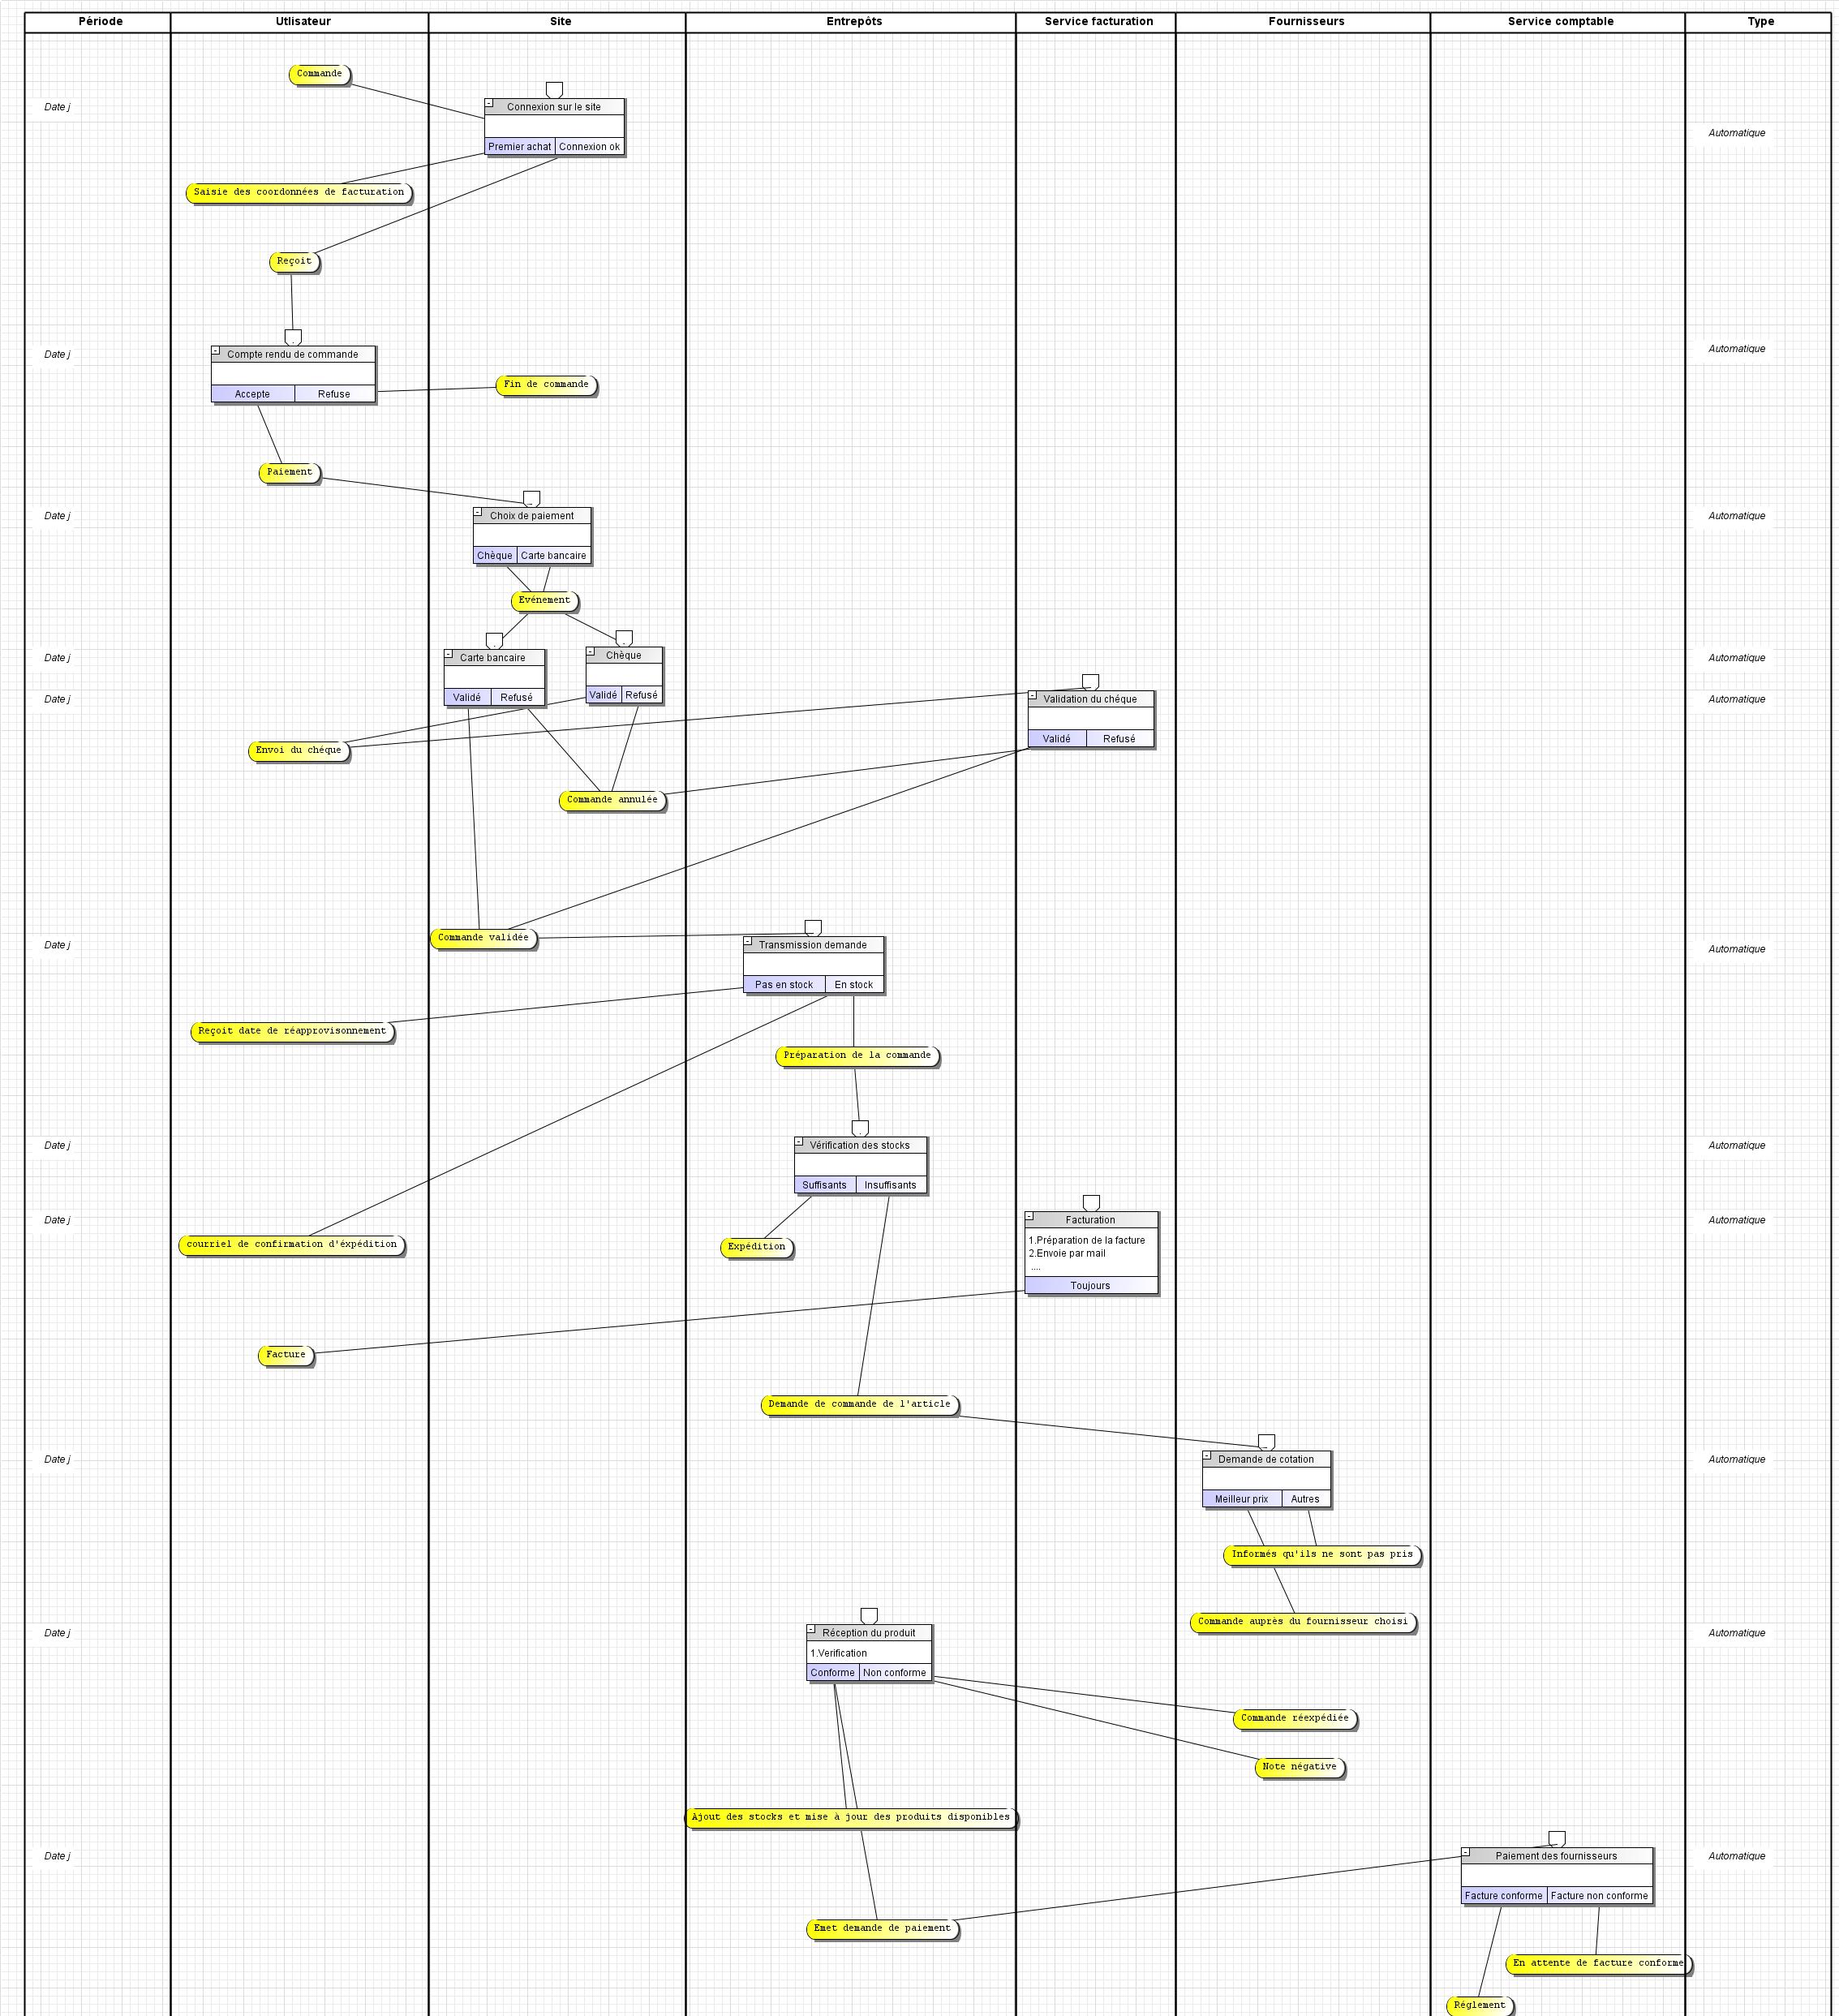 Période
Utlisateur
Site
Entrepòts
Service facturation
Fournisseurs
Service comptable
Type
Commande
Date j
Connexion sur le site
Automatique
Premier achat
Connexion ok
Saisie des coordonnées de facturation
Reçoit
Date j
Compte rendu de commande
Automatique
Accepte
Refuse
Fin de commande
Paiement
Date j
Choix de paiement
Automatique
Chèque
Carte bancaire
Evénement
Date j
Carte bancaire
Chèque
Automatique
Validé
Refusé
Validé
Refusé
Date j
Validation du chéque
Automatique
Validé
Refusé
Envoi du chéque
Commande annulée
Commande validée
Date j
Transmission demande
Automatique
Pas en stock
En stock
Reçoit date de réapprovisonnement
Préparation de la commande
Date j
Vérification des stocks
Automatique
Suffisants
Insuffisants
Date j
Facturation
Automatique
1.Préparation de la facture
2.Envoie par mail
....
Toujours
courriel de confirmation d'éxpédition
Expédition
Facture
Demande de commande de l'article
Date j
Demande de cotation
Automatique
Meilleur prix
Autres
Informés qu'ils ne sont pas pris
Commande auprès du fournisseur choisi
Date j
Réception du produit
Automatique
1.Verification
Conforme
Non conforme
Commande réexpédiée
Note négative
Ajout des stocks et mise à jour des produits disponibles
Date j
Paiement des fournisseurs
Automatique
Facture conforme
Facture non conforme
Emet demande de paiement
En attente de facture conforme
Réglement